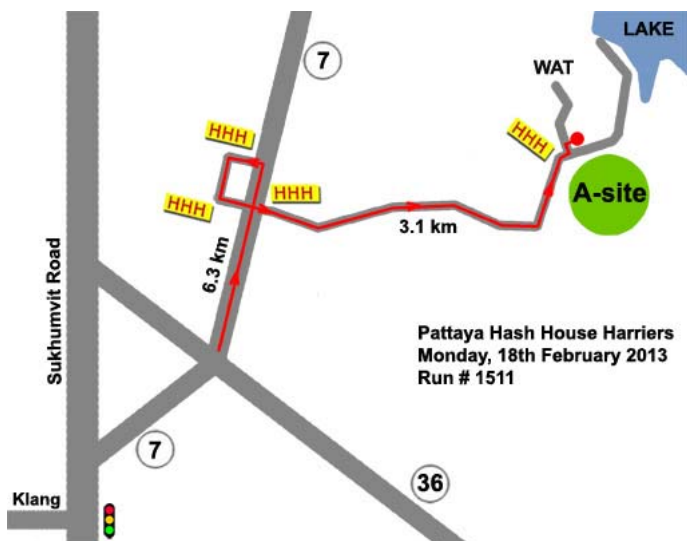 LAKE
7
WAT
HHH
HHH
HHH
HHH
A-site
3.1 km
6.3 km
Sukhumvit Road
Pattaya Hash House Harriers
Monday, 18th February 2013
Run # 1511
7
36
Klang